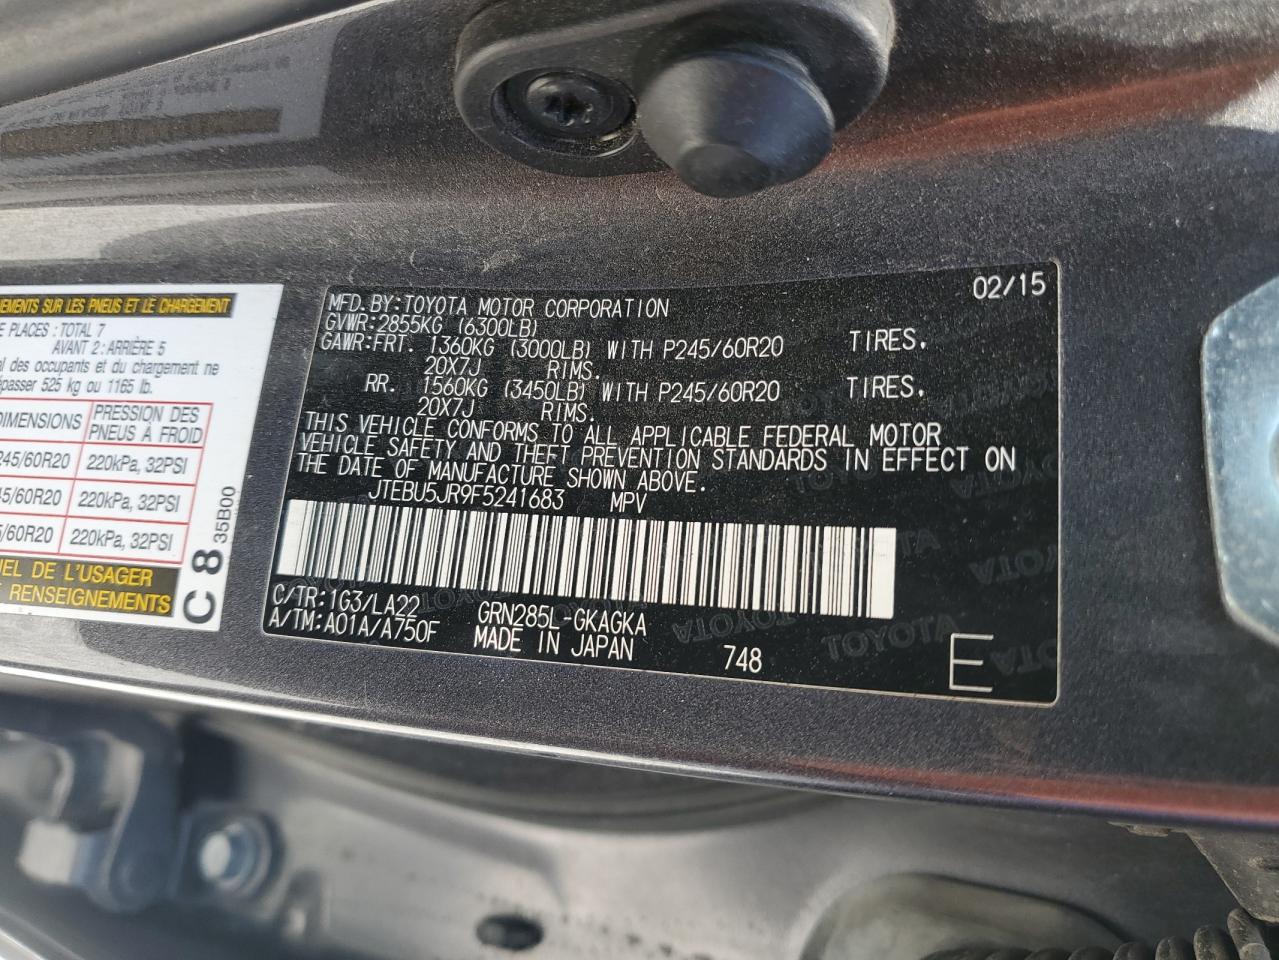 NEMENTS SUR LES PNEUS ET LE CHARGEMENT
E PLACES : TOTAL 7
AVANT 2: ARRIÈRE 5
al des occupants et du chargement ne
épasser 525 kg ou 1165 lb.
DIMENSIONS PRESSION DES PNEUS À FROID
245/60R20 220kPa, 32PSI
45/60R20 220kPa, 32PSI
5/60R20 220kPa, 32PSI
EL DE L'USAGER
RENSEIGNEMENTS
C 8
35B00
02/15
MFD. BY: TOYOTA MOTOR CORPORATION
GVWR: 2855KG (6300LB)
GAWR: FRT. 1360KG (3000LB) WITH P245/60R20 TIRES.
20X7J RIMS.
RR. 1560KG (3450LB) WITH P245/60R20 TIRES.
20X7J RIMS.
THIS VEHICLE CONFORMS TO ALL APPLICABLE FEDERAL MOTOR
VEHICLE SAFETY AND THEFT PREVENTION STANDARDS IN EFFECT ON
THE DATE OF MANUFACTURE SHOWN ABOVE.
JTEBU5JR9F5241683 MPV
C/TR: 1G3/LA22 GRN285L-GKAGKA
A/TM: A01A/A750F MADE IN JAPAN 748 E